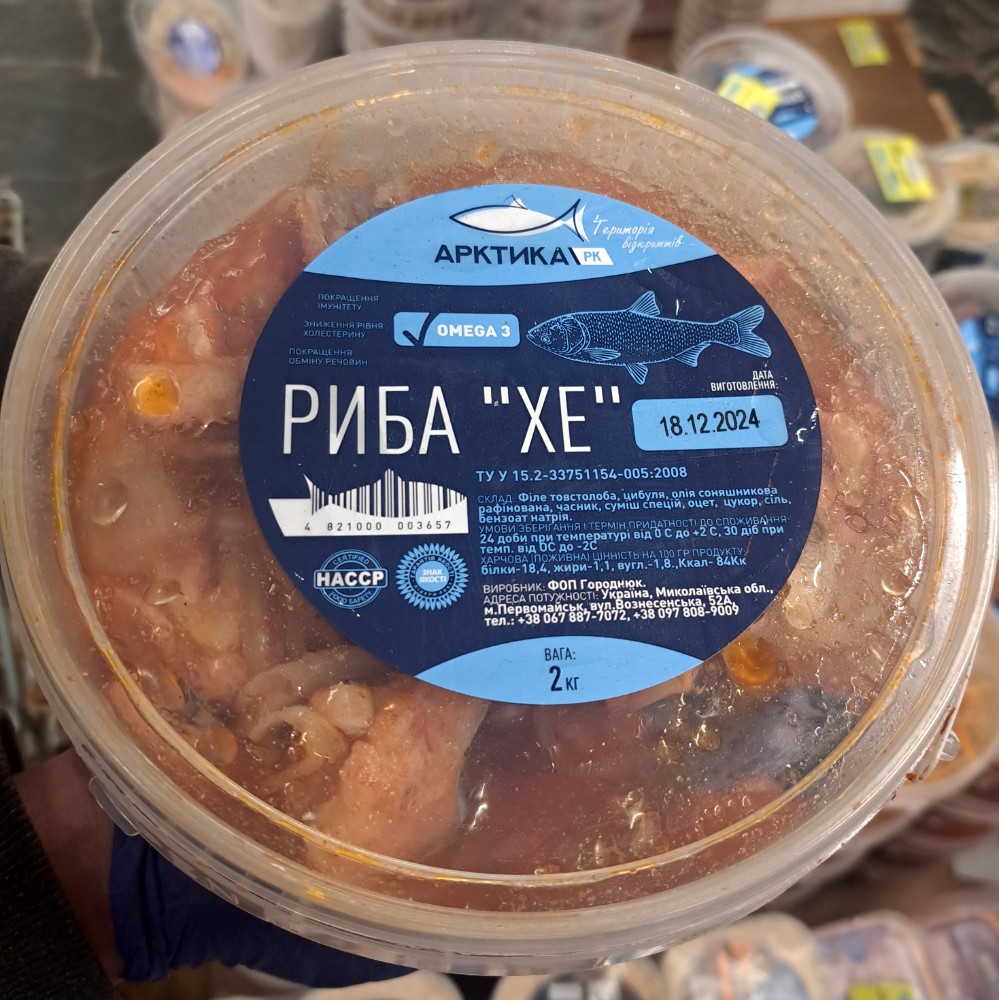 Територія
відкриттів
АРКТИКА РК
ПОКРАЩЕННЯ
ІМУНІТЕТУ
ЗНИЖЕННЯ РІВНЯ
ХОЛЕСТЕРИНУ
ПОКРАЩЕННЯ
ОБМІНУ РЕЧОВИН
OMEGA 3
РИБА "ХЕ"
ДАТА
ВИГОТОВЛЕННЯ:
18.12.2024
ТУ У 15.2-33751154-005:2008
СКЛАД: Філе товстолоба, цибуля, олія соняшникова
рафінована, часник, суміш спецій, оцет, цукор, сіль,
бензоат натрія.
УМОВИ ЗБЕРІГАННЯ І ТЕРМІН ПРИДАТНОСТІ ДО СПОЖИВАННЯ-
24 доби при температурі від 0 С до +2 С, 30 діб при
темп. від 0С до -2С
ХАРЧОВА (ПОЖИВНА) ЦІННІСТЬ НА 100 ГР ПРОДУКТУ:
білки-18,4, жири-1,1, вугл.-1,8., Ккал- 84Кк
ВИРОБНИК: ФОП Городнюк.
АДРЕСА ПОТУЖНОСТІ: Україна, Миколаївська обл.,
м.Первомайськ, вул.Вознесенська, 52А
тел.: +38 067 887-7072, +38 097 808-9009
4 821000 003657
CERTIFIED
HACCP
FOOD SAFETY
ЗНАК
ЯКОСТІ
ВАГА:
2 КГ